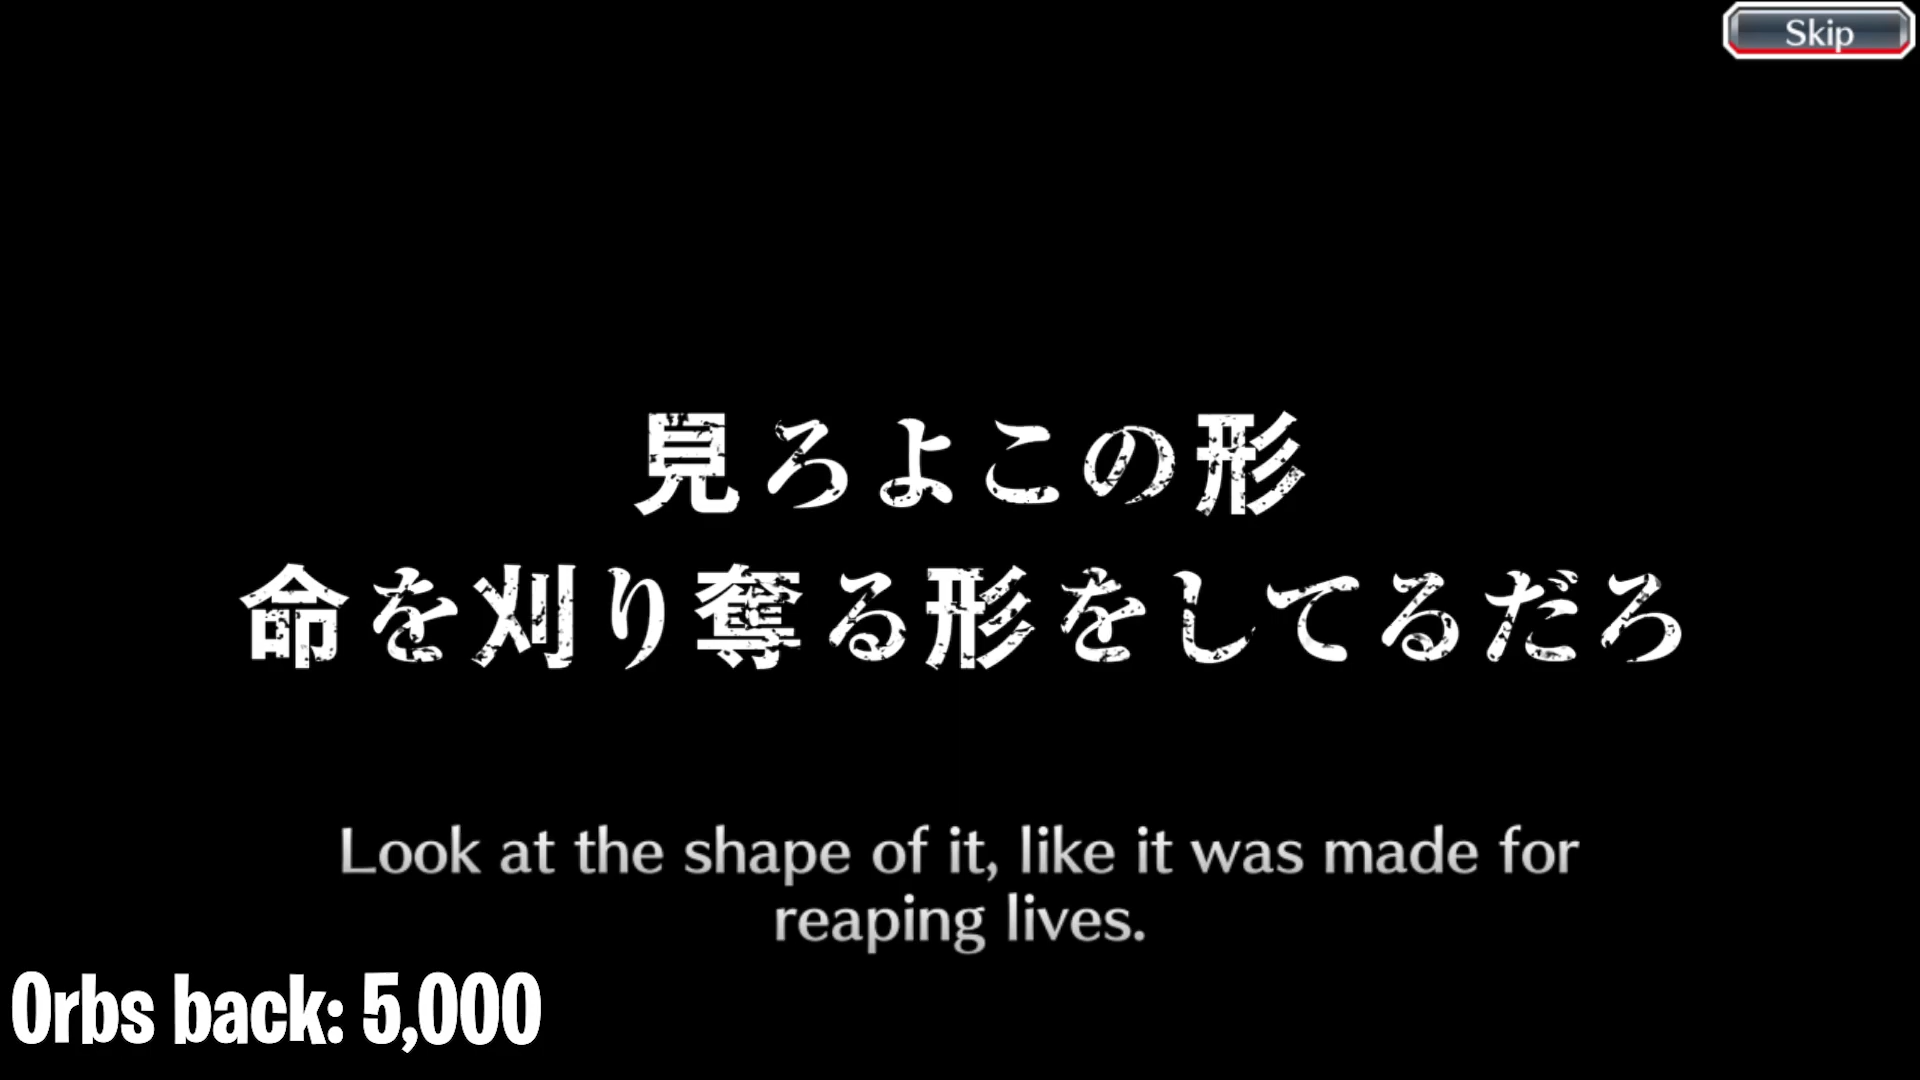 Skip
見ろよこの形
命を刈り奪る形をしてるだろ
Look at the shape of it, like it was made for
reaping lives.
Orbs back: 5,000